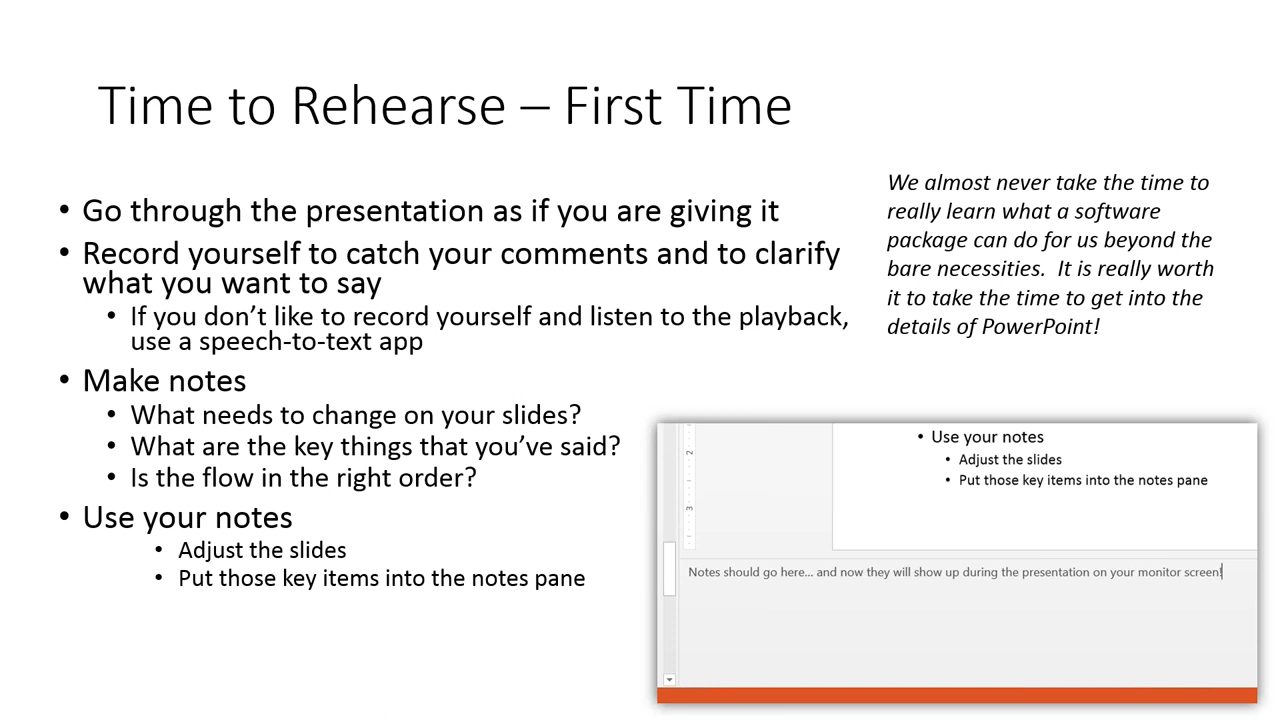 Time to Rehearse – First Time
• Go through the presentation as if you are giving it
• Record yourself to catch your comments and to clarify
what you want to say
• If you don’t like to record yourself and listen to the playback,
use a speech-to-text app
• Make notes
• What needs to change on your slides?
• What are the key things that you’ve said?
• Is the flow in the right order?
• Use your notes
• Adjust the slides
• Put those key items into the notes pane
We almost never take the time to
really learn what a software
package can do for us beyond the
bare necessities.  It is really worth
it to take the time to get into the
details of PowerPoint!
• Use your notes
• Adjust the slides
• Put those key items into the notes pane
2
3
Notes should go here... and now they will show up during the presentation on your monitor screen!